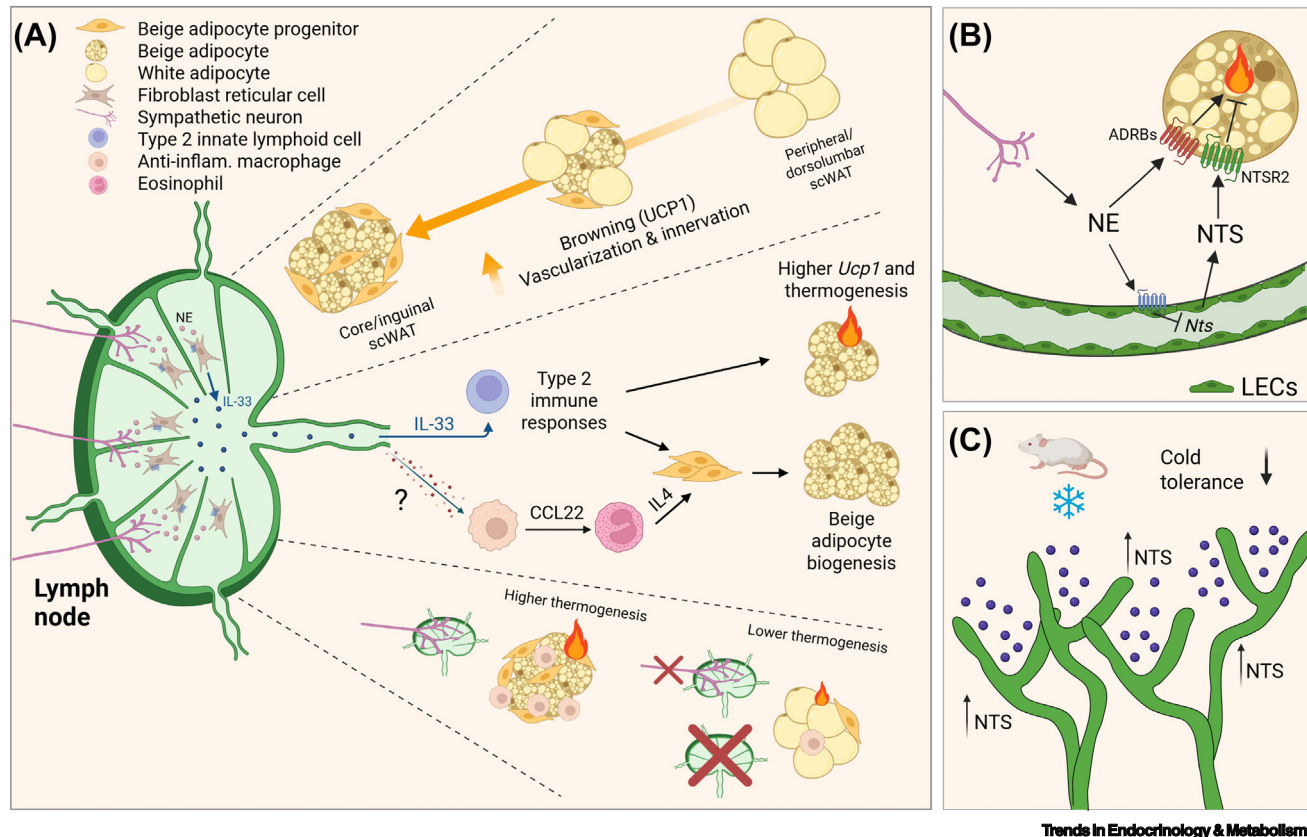 (A)
Beige adipocyte progenitor
Beige adipocyte
White adipocyte
Fibroblast reticular cell
Sympathetic neuron
Type 2 innate lymphoid cell
Anti-inflam. macrophage
Eosinophil
Peripheral/
dorsolumbar
scWAT
Browning (UCP1)
Vascularization & innervation
Core/inguinal
scWAT
NE
IL-33
Lymph
node
IL-33
Type 2
immune
responses
Higher Ucp1 and
thermogenesis
?
CCL22
IL4
Beige
adipocyte
biogenesis
Higher thermogenesis
Lower thermogenesis
(B)
ADRBs
NTSR2
NE
NTS
Nts
LECs
(C)
Cold
tolerance
NTS
NTS
NTS
Trends in Endocrinology & Metabolism